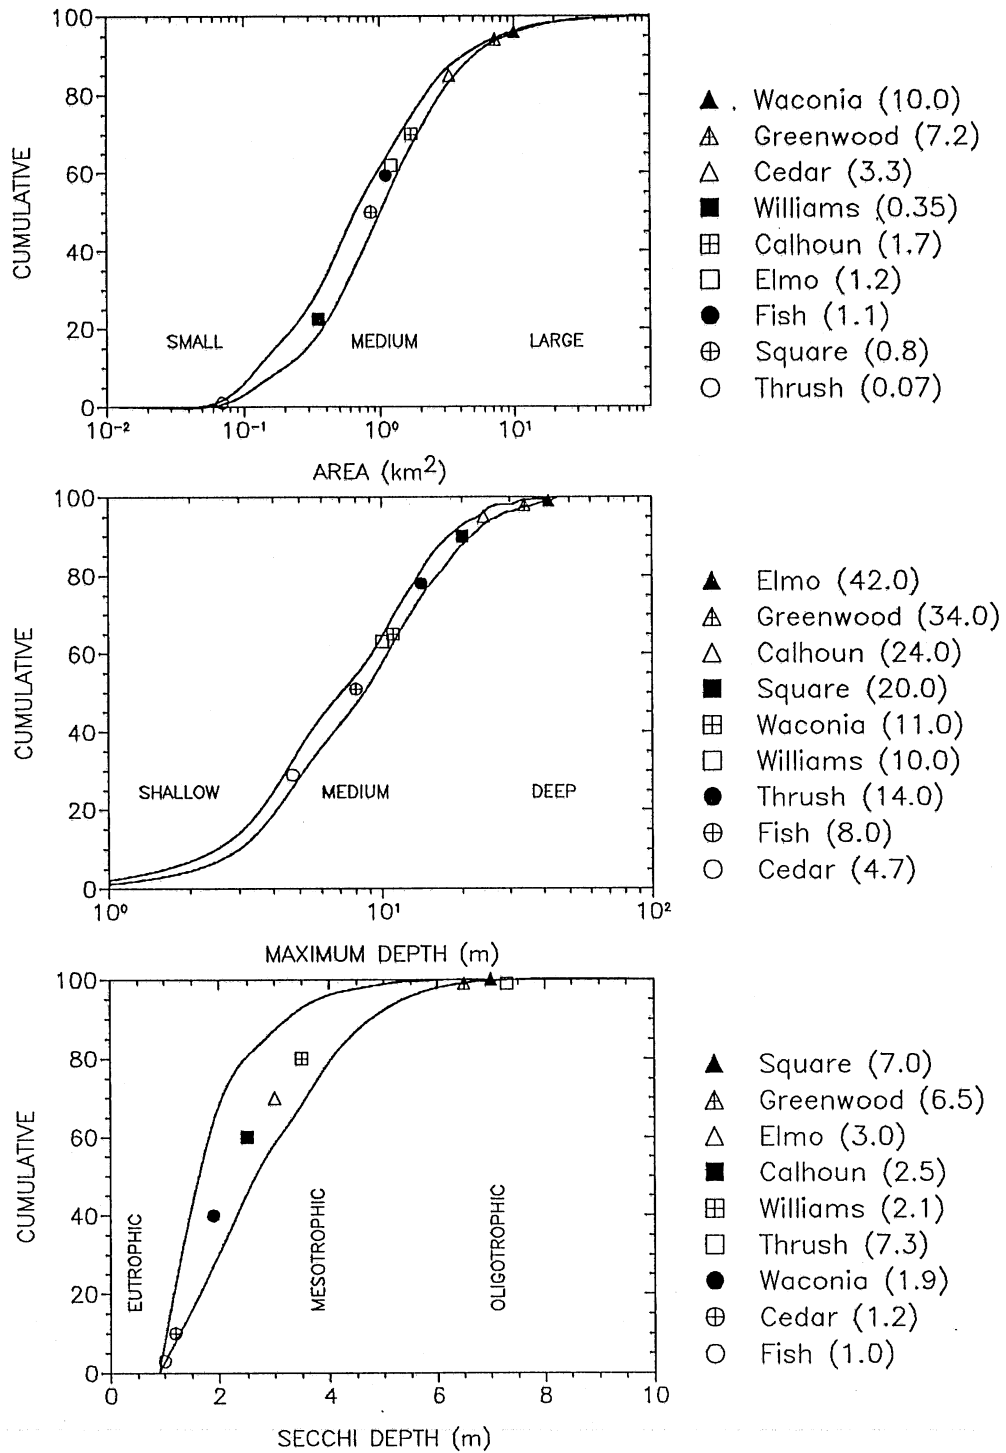 100
80
60
40
20
0
CUMULATIVE
SMALL MEDIUM LARGE
10⁻² 10⁻¹ 10⁰ 10¹
AREA (km²)
Waconia (10.0)
Greenwood (7.2)
Cedar (3.3)
Williams (0.35)
Calhoun (1.7)
Elmo (1.2)
Fish (1.1)
Square (0.8)
Thrush (0.07)
100
80
60
40
20
0
CUMULATIVE
SHALLOW MEDIUM DEEP
10⁰ 10¹ 10²
MAXIMUM DEPTH (m)
Elmo (42.0)
Greenwood (34.0)
Calhoun (24.0)
Square (20.0)
Waconia (11.0)
Williams (10.0)
Thrush (14.0)
Fish (8.0)
Cedar (4.7)
100
80
60
40
20
0
CUMULATIVE
EUTROPHIC
MESOTROPHIC
OLIGOTROPHIC
0 2 4 6 8 10
SECCHI DEPTH (m)
Square (7.0)
Greenwood (6.5)
Elmo (3.0)
Calhoun (2.5)
Williams (2.1)
Thrush (7.3)
Waconia (1.9)
Cedar (1.2)
Fish (1.0)